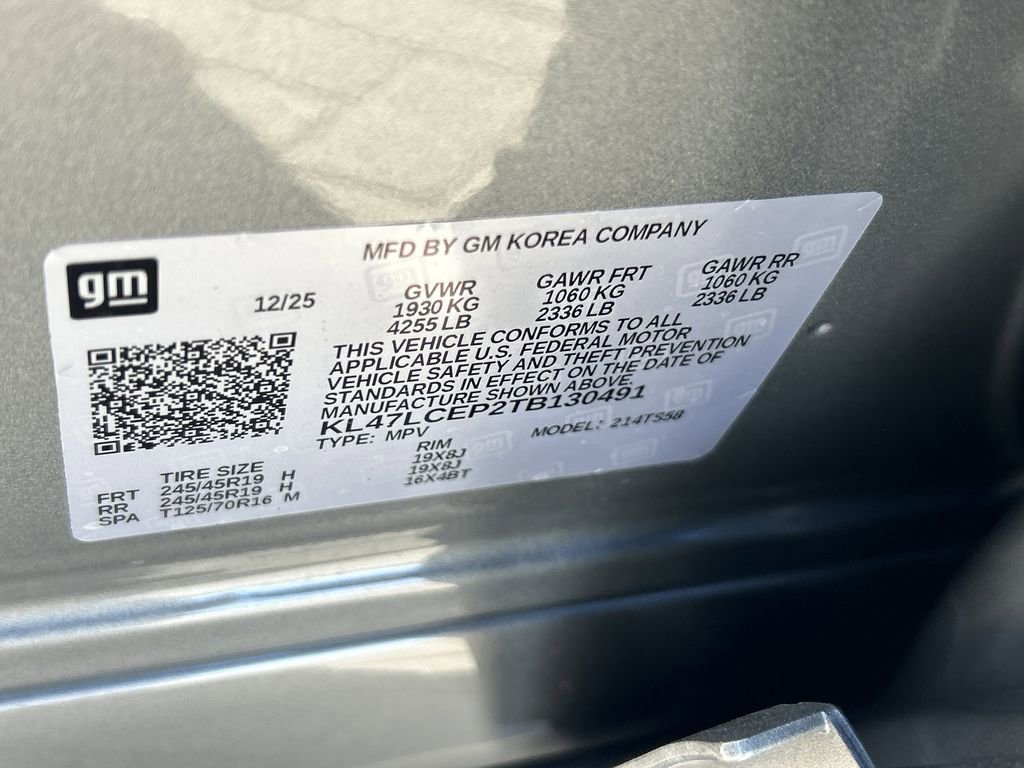 MFD BY GM KOREA COMPANY
gm
12/25
GVWR GAWR FRT GAWR RR
1930 KG 1060 KG 1060 KG
4255 LB 2336 LB 2336 LB
THIS VEHICLE CONFORMS TO ALL
APPLICABLE U.S. FEDERAL MOTOR
VEHICLE SAFETY AND THEFT PREVENTION
STANDARDS IN EFFECT ON THE DATE OF
MANUFACTURE SHOWN ABOVE.
KL47LCEP2TB130491
TYPE: MPV MODEL: 214TS58
TIRE SIZE RIM
FRT 245/45R19 H 19X8J
RR 245/45R19 H 19X8J
SPA T125/70R16 M 16X4BT